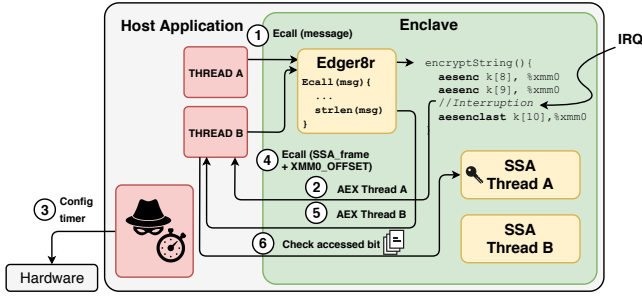 Host Application
Enclave
IRQ
1 Ecall (message)
THREAD A
Edger8r
Ecall(msg){
...
strlen(msg)
}
encryptString(){
aesenc k[8], %xmm0
aesenc k[9], %xmm0
//Interruption
aesenclast k[10],%xmm0
}
THREAD B
4 Ecall (SSA_frame
+ XMM0_OFFSET)
2 AEX Thread A
5 AEX Thread B
6 Check accessed bit
SSA
Thread A
SSA
Thread B
3 Config
timer
Hardware